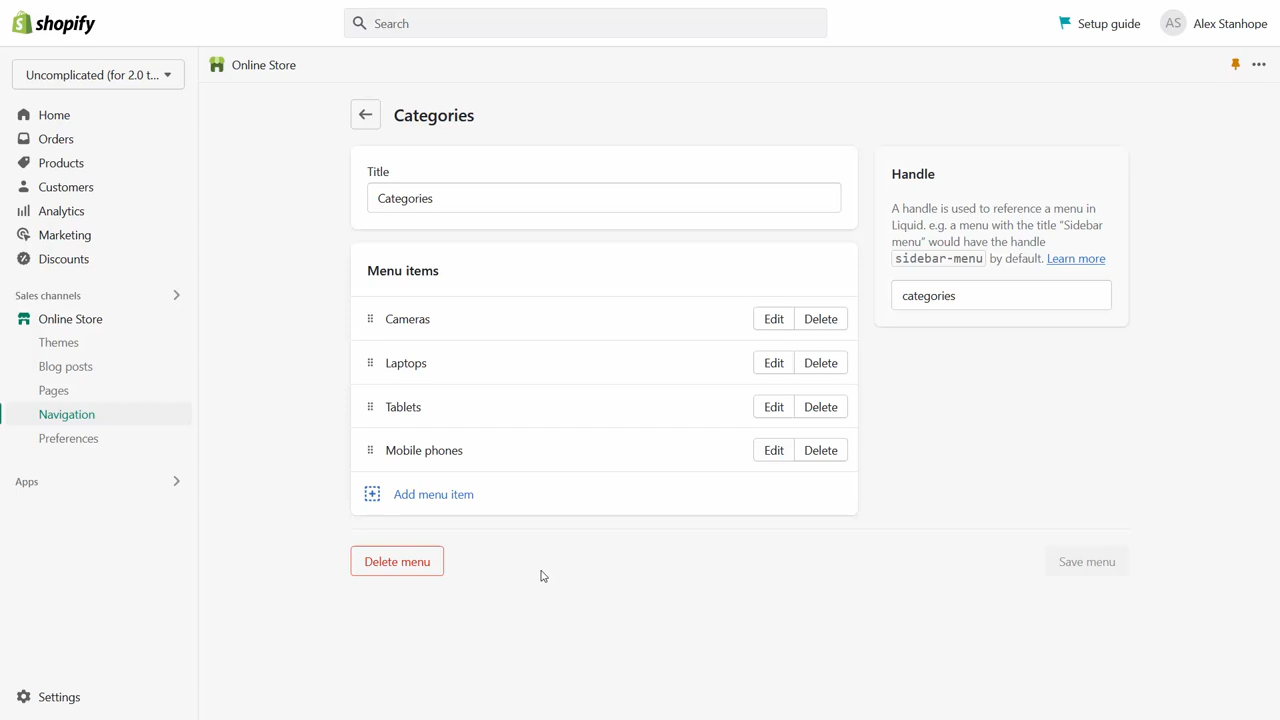 shopify
Search
Setup guide
AS
Alex Stanhope
Uncomplicated (for 2.0 t...
Home
Orders
Products
Customers
Analytics
Marketing
Discounts
Sales channels
Online Store
Themes
Blog posts
Pages
Navigation
Preferences
Apps
Settings
Online Store
Categories
Title
Categories
Menu items
Cameras
Edit
Delete
Laptops
Edit
Delete
Tablets
Edit
Delete
Mobile phones
Edit
Delete
Add menu item
Handle
A handle is used to reference a menu in
Liquid. e.g. a menu with the title “Sidebar
menu” would have the handle
sidebar-menu by default. Learn more
categories
Delete menu
Save menu